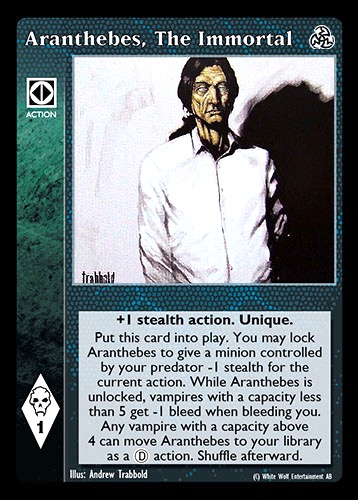 Aranthebes, The Immortal
ACTION
trabbold
+1 stealth action. Unique.
Put this card into play. You may lock
Aranthebes to give a minion controlled
by your predator -1 stealth for the
current action. While Aranthebes is
unlocked, vampires with a capacity less
than 5 get -1 bleed when bleeding you.
Any vampire with a capacity above
4 can move Aranthebes to your library
as a Ⓓ action. Shuffle afterward.
1
Illus: Andrew Trabbold
(C) White Wolf Entertainment AB